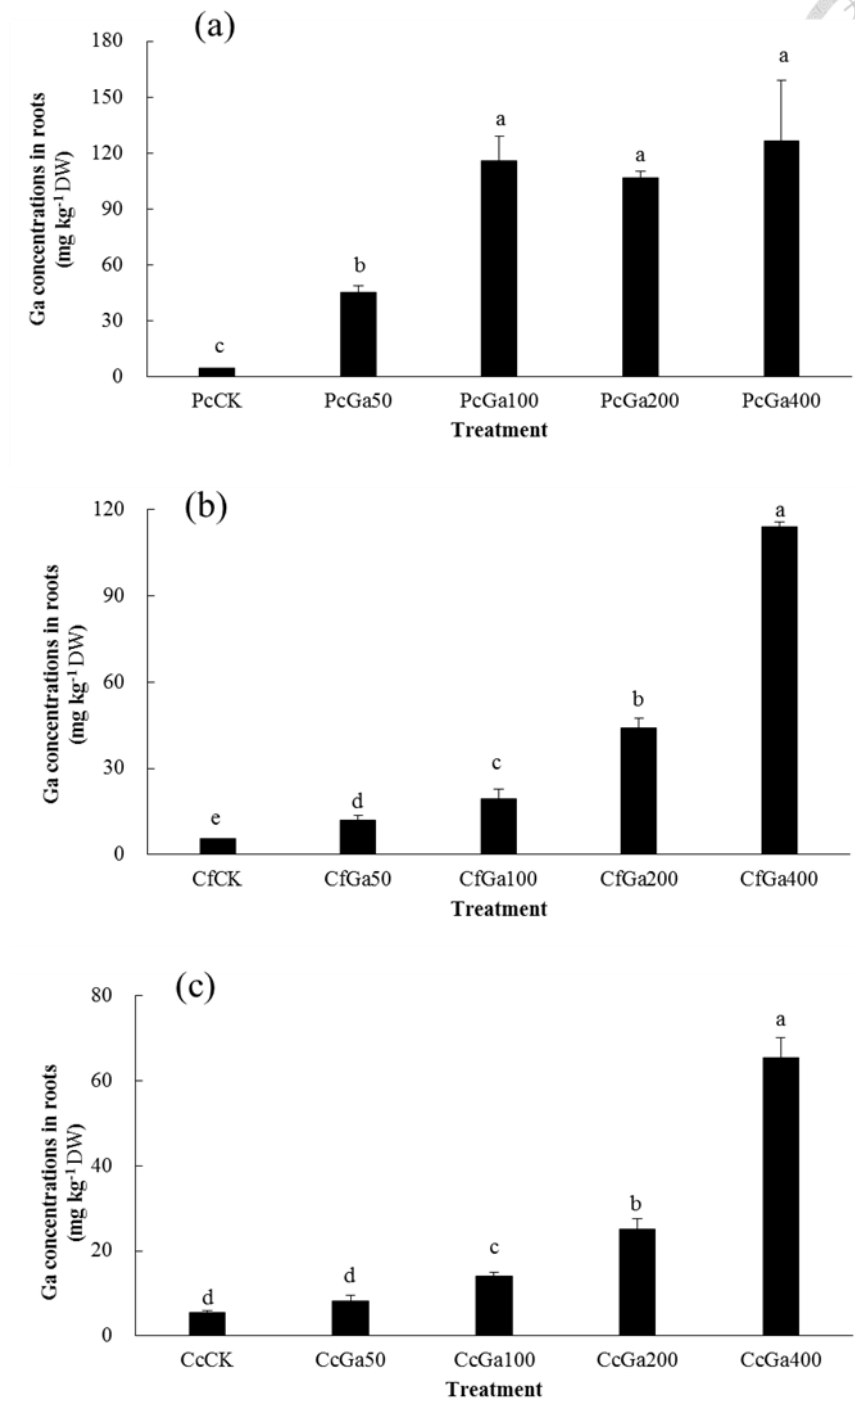 (a)
180
150
120
90
60
30
0
Ga concentrations in roots
(mg kg-1 DW)
c
b
a
a
a
PcCK PcGa50 PcGa100 PcGa200 PcGa400
Treatment
(b)
120
90
60
30
0
Ga concentrations in roots
(mg kg-1 DW)
e
d
c
b
a
CfCK CfGa50 CfGa100 CfGa200 CfGa400
Treatment
(c)
80
60
40
20
0
Ga concentrations in roots
(mg kg-1 DW)
d
d
c
b
a
CcCK CcGa50 CcGa100 CcGa200 CcGa400
Treatment